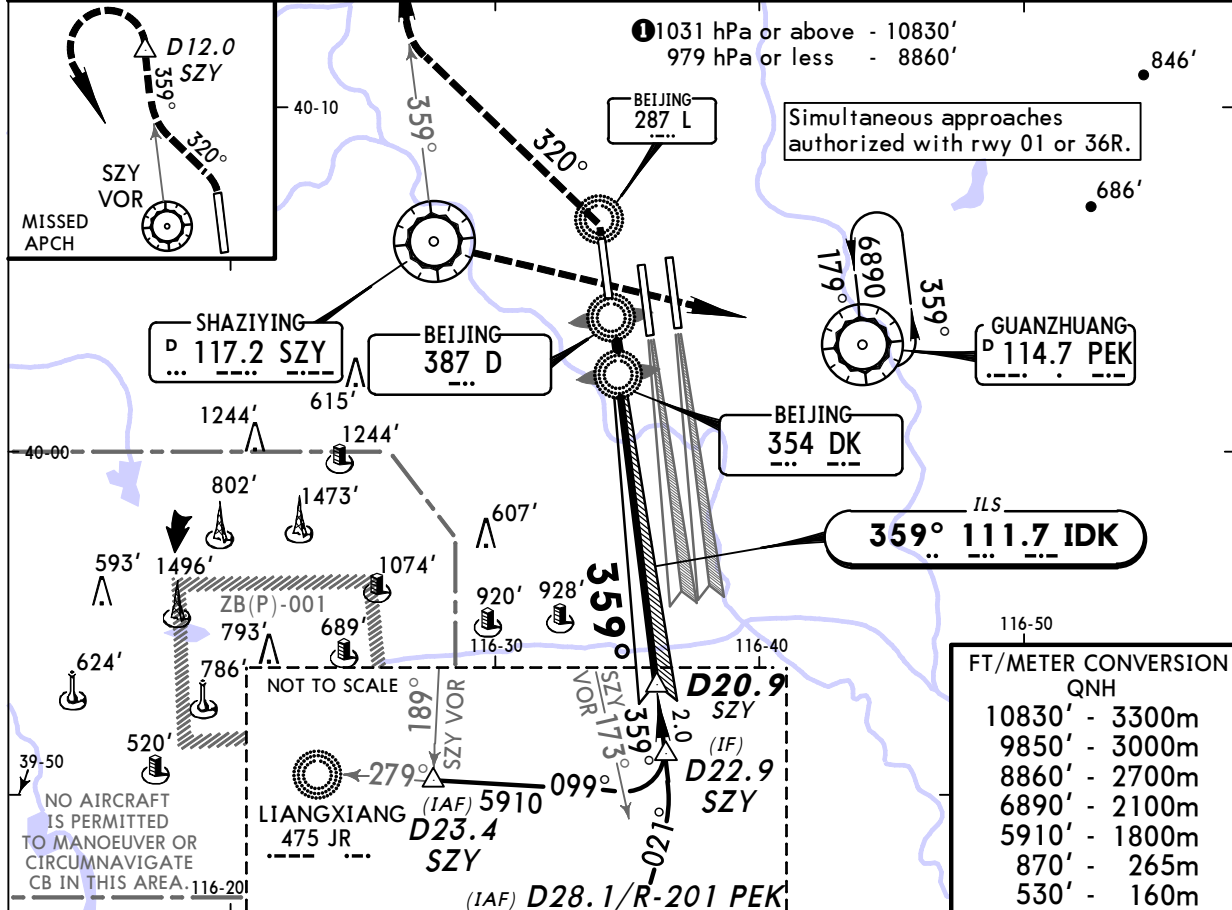 D12.0
SZY
359°
320°
SZY
VOR
MISSED
APCH
❶1031 hPa or above - 10830'
979 hPa or less - 8860'
846'
40-10
359°
320°
BEIJING
287 L
Simultaneous approaches
authorized with rwy 01 or 36R.
686'
6890
179°
359°
SHAZIYING
D 117.2 SZY
BEIJING
387 D
GUANZHUANG
D 114.7 PEK
BEIJING
354 DK
615'
1244'
1244'
40-00
802'
1473'
607'
ILS
359° 111.7 IDK
593'
1496'
1074'
ZB(P)-001
920'
928'
359°
793'
689'
116-30
116-40
116-50
624'
786'
NOT TO SCALE
189°
SZY VOR
SZY
VOR
173°
359°
2.0
D20.9
SZY
(IF)
D22.9
SZY
520'
39-50
279°
LIANGXIANG
475 JR
(IAF)
5910
099°
D23.4
SZY
021°
(IAF) D28.1/R-201 PEK
NO AIRCRAFT
IS PERMITTED
TO MANOEUVER OR
CIRCUMNAVIGATE
CB IN THIS AREA.
116-20
FT/METER CONVERSION
QNH
10830' - 3300m
9850' - 3000m
8860' - 2700m
6890' - 2100m
5910' - 1800m
870' - 265m
530' - 160m